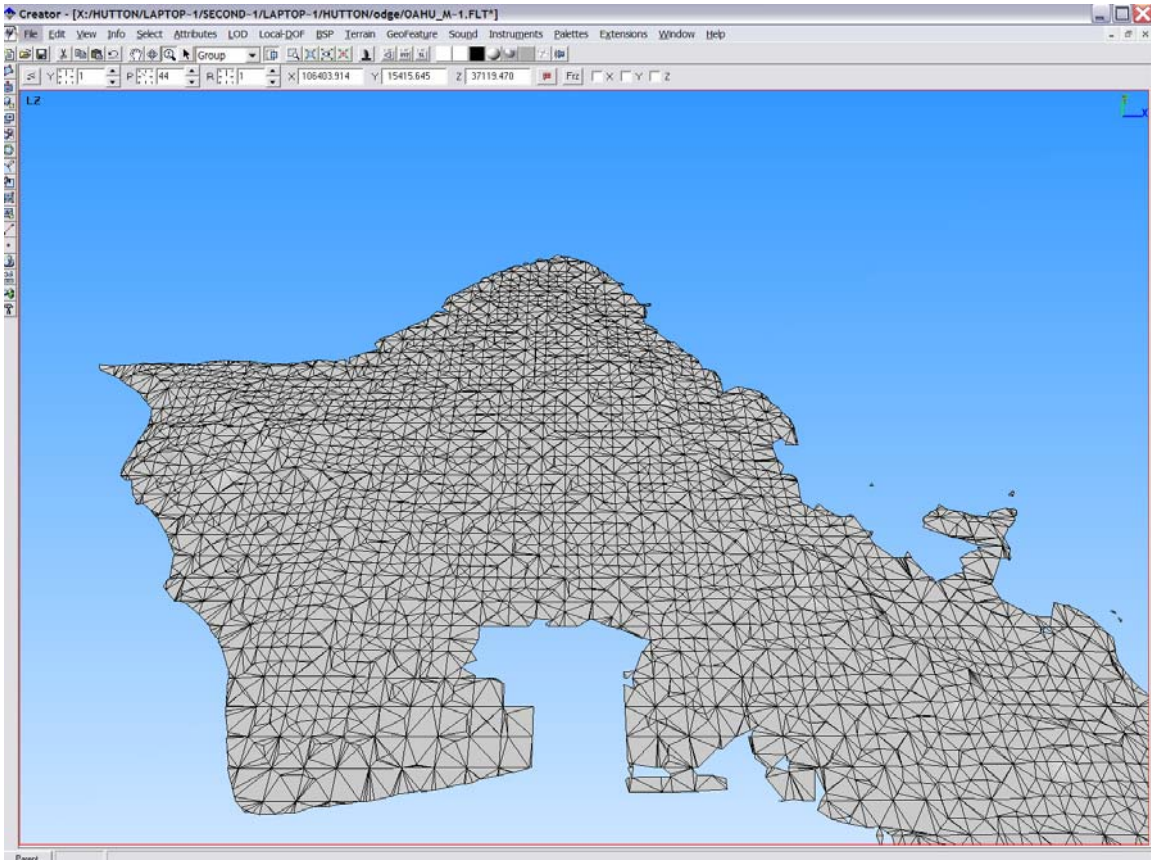 Creator - [X:/HUTTON/LAPTOP-1/SECOND-1/LAPTOP-1/HUTTON/edge/OAHU_M-1.FLT*]
File Edit View Info Select Attributes LOD Local-DOF BSP Terrain GeoFeature Sound Instruments Palettes Extensions Window Help
Group
Y 1 P 44 R 1 X 106403.914 Y 15415.645 Z 37119.470 Frz X Y Z
LZ
X
Parent